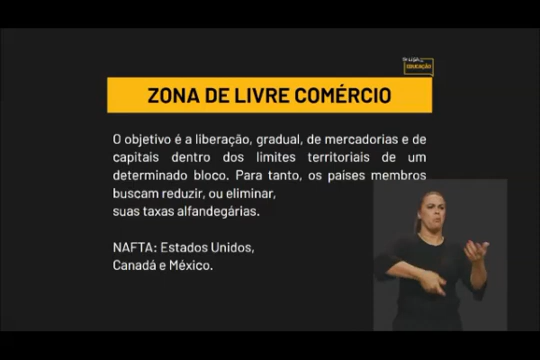 EDUCAÇÃO
ZONA DE LIVRE COMÉRCIO
O objetivo é a liberação, gradual, de mercadorias e de
capitais dentro dos limites territoriais de um
determinado bloco. Para tanto, os países membros
buscam reduzir, ou eliminar,
suas taxas alfandegárias.
NAFTA: Estados Unidos,
Canadá e México.